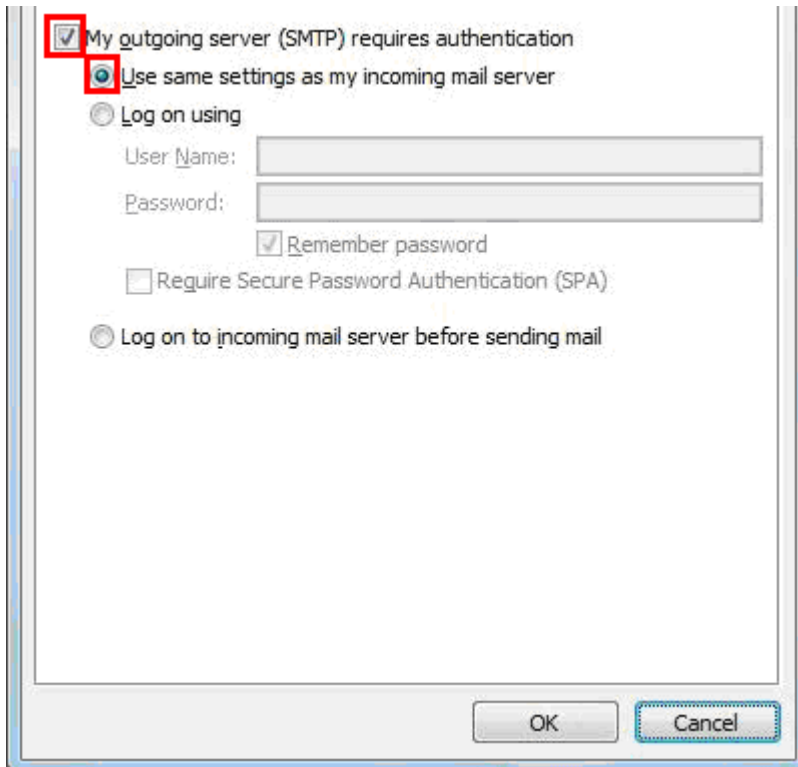 My outgoing server (SMTP) requires authentication
Use same settings as my incoming mail server
Log on using
User Name:
Password:
Remember password
Require Secure Password Authentication (SPA)
Log on to incoming mail server before sending mail
OK Cancel